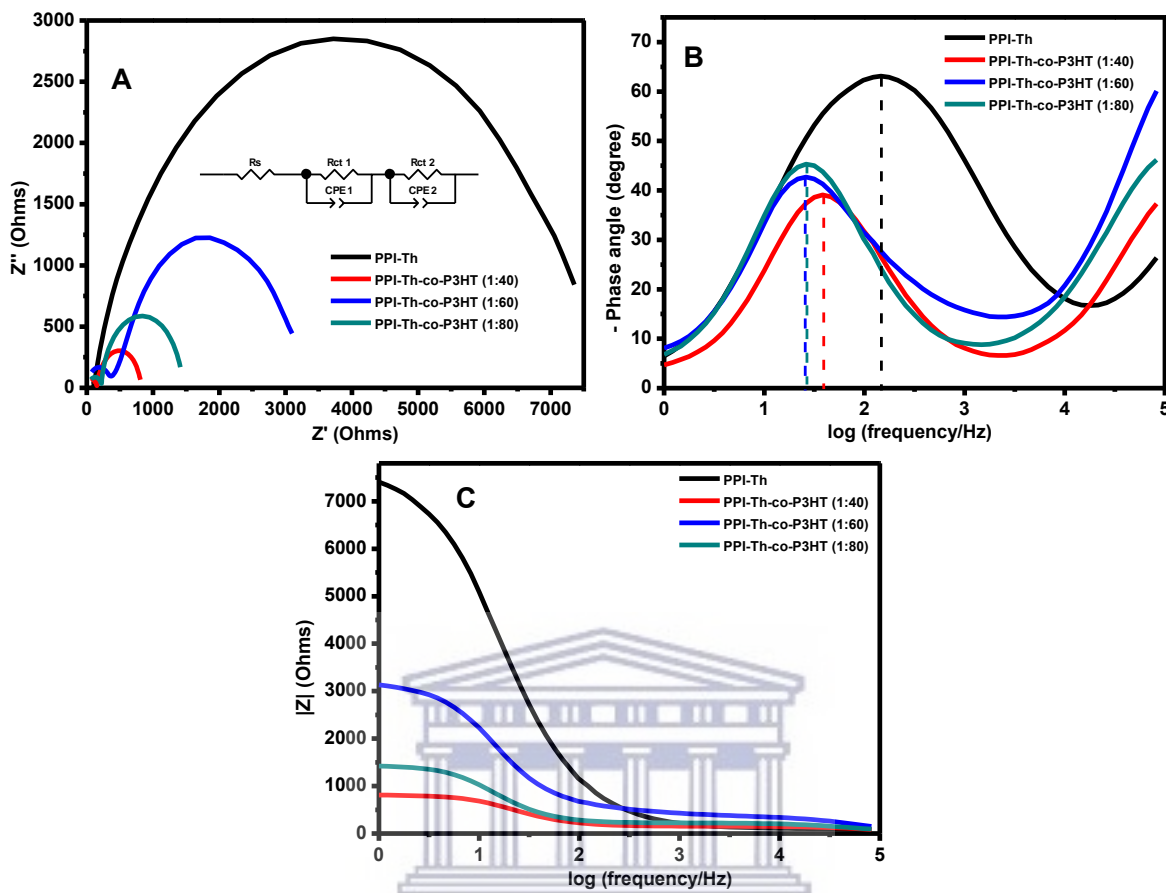 A
3000
2500
2000
1500
1000
500
0
Z'' (Ohms)
Rs
Rct 1
Rct 2
CPE 1
CPE 2
PPI-Th
PPI-Th-co-P3HT (1:40)
PPI-Th-co-P3HT (1:60)
PPI-Th-co-P3HT (1:80)
0 1000 2000 3000 4000 5000 6000 7000
Z' (Ohms)
B
70
60
50
40
30
20
10
0
- Phase angle (degree)
PPI-Th
PPI-Th-co-P3HT (1:40)
PPI-Th-co-P3HT (1:60)
PPI-Th-co-P3HT (1:80)
0 1 2 3 4 5
log (frequency/Hz)
C
7000
6000
5000
4000
3000
2000
1000
0
|Z| (Ohms)
PPI-Th
PPI-Th-co-P3HT (1:40)
PPI-Th-co-P3HT (1:60)
PPI-Th-co-P3HT (1:80)
0 1 2 3 4 5
log (frequency/Hz)